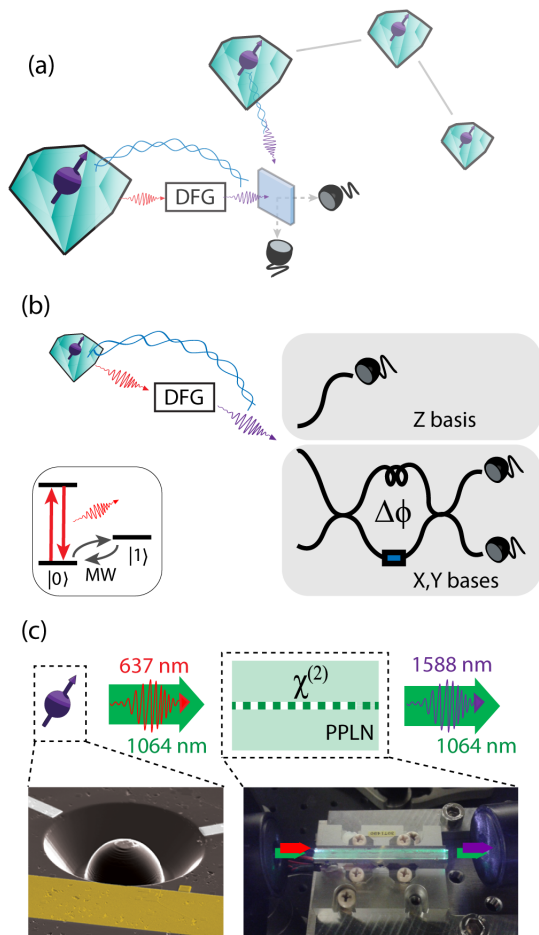 (a)
DFG
(b)
DFG
Z basis
Δϕ
X,Y bases
|0⟩
MW
|1⟩
(c)
637 nm
1064 nm
χ(2)
PPLN
1588 nm
1064 nm